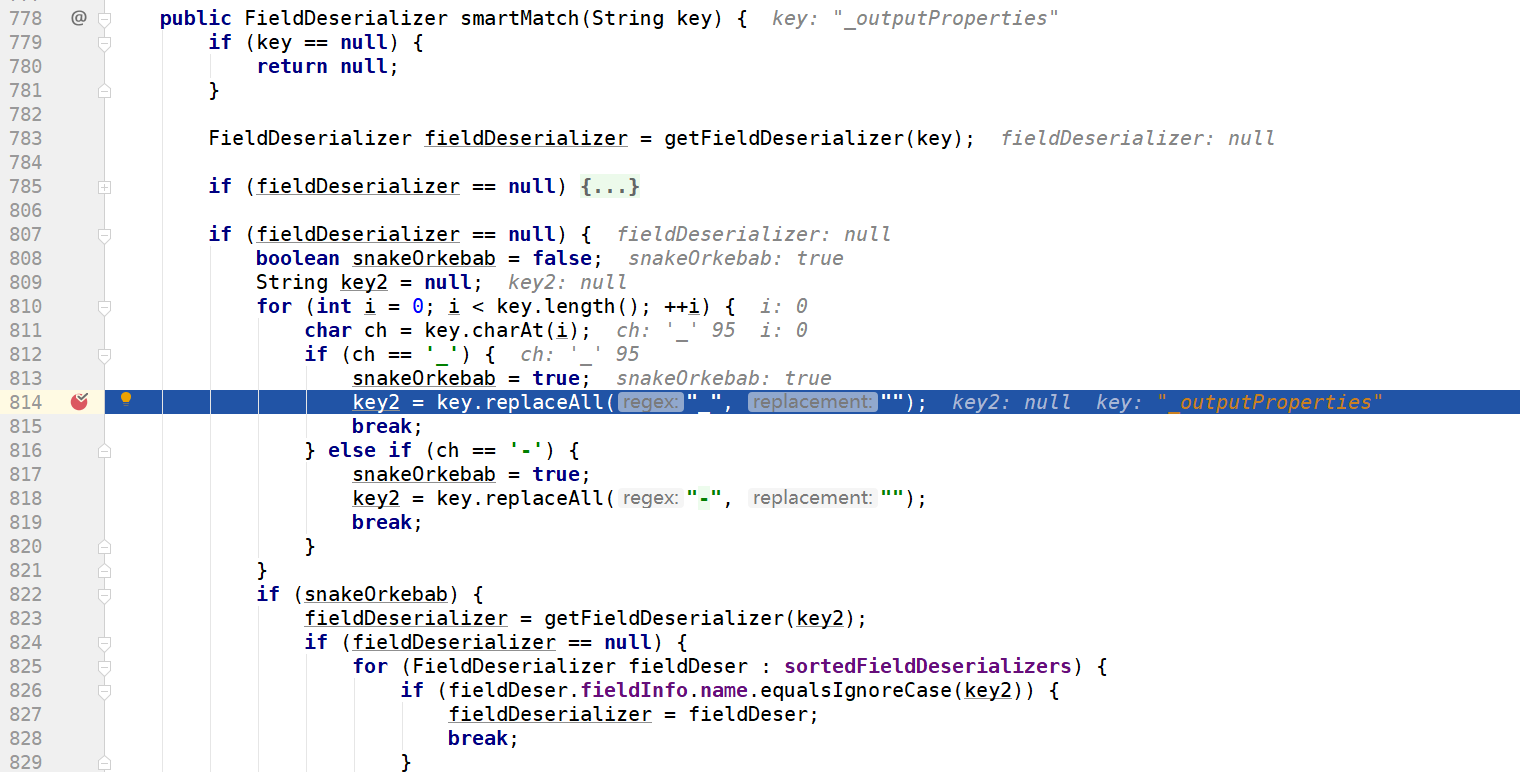 778 @ public FieldDeserializer smartMatch(String key) { key: "_outputProperties"
779 if (key == null) {
780 return null;
781 }
782
783 FieldDeserializer fieldDeserializer = getFieldDeserializer(key); fieldDeserializer: null
784
785 if (fieldDeserializer == null) {...}
806
807 if (fieldDeserializer == null) { fieldDeserializer: null
808 boolean snakeOrkebab = false; snakeOrkebab: true
809 String key2 = null; key2: null
810 for (int i = 0; i < key.length(); ++i) { i: 0
811 char ch = key.charAt(i); ch: '_' 95 i: 0
812 if (ch == '_') { ch: '_' 95
813 snakeOrkebab = true; snakeOrkebab: true
814 key2 = key.replaceAll( regex: "_", replacement: ""); key2: null key: "_outputProperties"
815 break;
816 } else if (ch == '-') {
817 snakeOrkebab = true;
818 key2 = key.replaceAll( regex: "-", replacement: "");
819 break;
820 }
821 }
822 if (snakeOrkebab) {
823 fieldDeserializer = getFieldDeserializer(key2);
824 if (fieldDeserializer == null) {
825 for (FieldDeserializer fieldDeser : sortedFieldDeserializers) {
826 if (fieldDeser.fieldInfo.name.equalsIgnoreCase(key2)) {
827 fieldDeserializer = fieldDeser;
828 break;
829 }